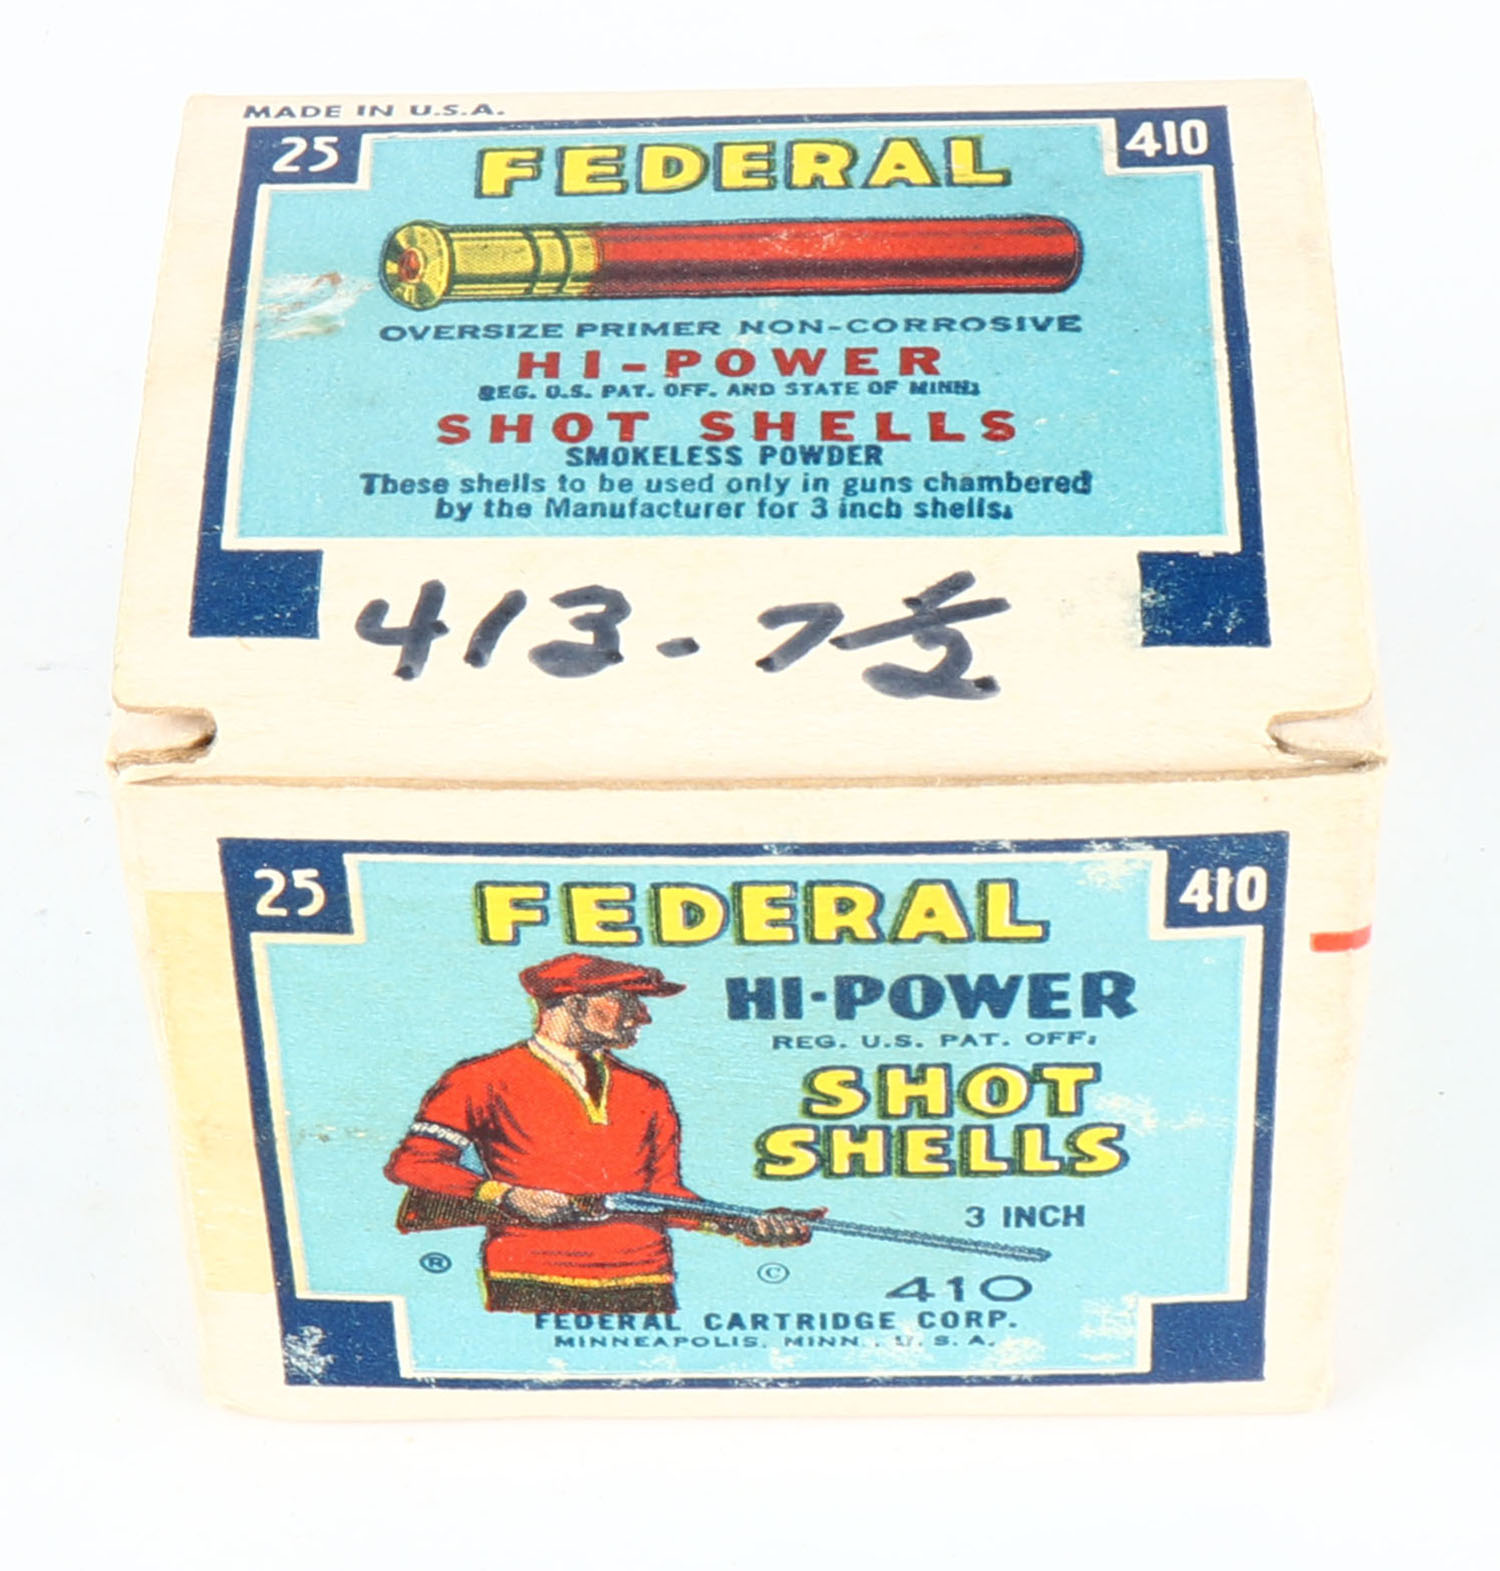 MADE IN U.S.A.
25 FEDERAL 410
OVERSIZE PRIMER NON-CORROSIVE
HI-POWER
REG. U.S. PAT. OFF. AND STATE OF MINN.
SHOT SHELLS
SMOKELESS POWDER
These shells to be used only in guns chambered
by the Manufacturer for 3 inch shells.
413-7½
25 FEDERAL 410
HI-POWER
REG. U.S. PAT. OFF.
SHOT
SHELLS
HI-POWER
3 INCH
® ©
410
FEDERAL CARTRIDGE CORP.
MINNEAPOLIS, MINN., U.S.A.